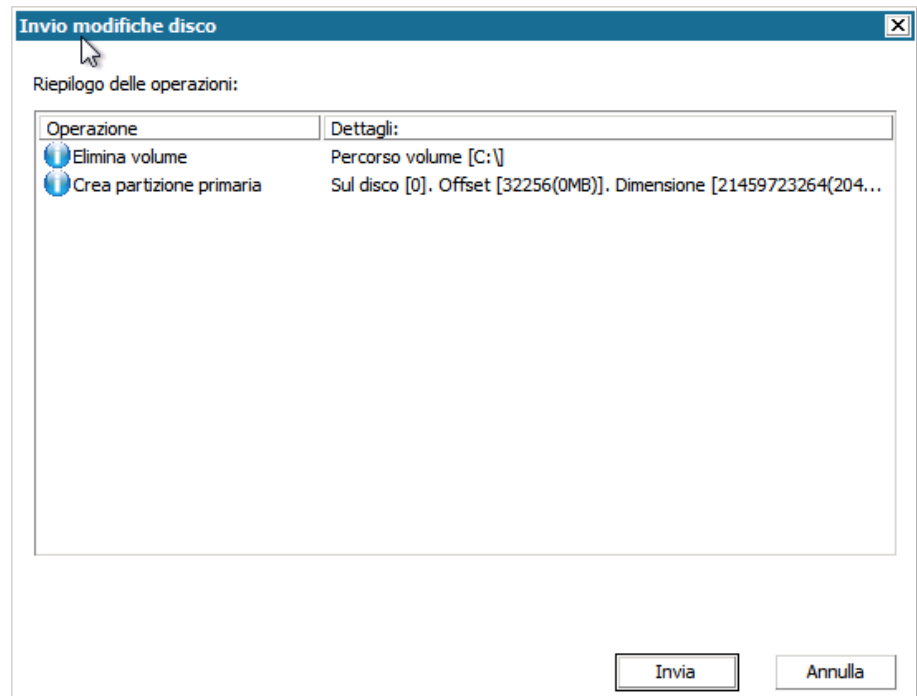 Invio modifiche disco
Riepilogo delle operazioni:
Operazione Dettagli:
Elimina volume Percorso volume [C:\]
Crea partizione primaria Sul disco [0]. Offset [32256(0MB)]. Dimensione [21459723264(204...
Invia Annulla